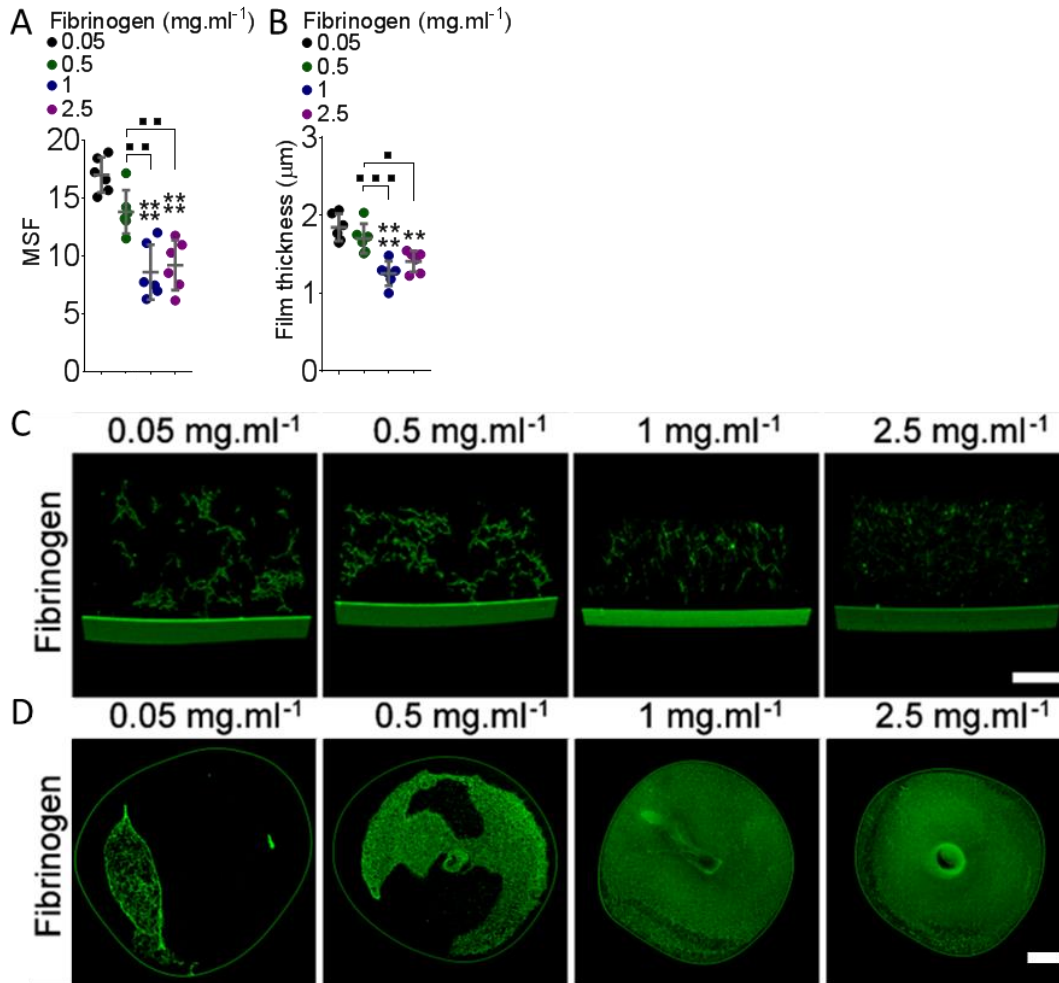 A
Fibrinogen (mg.ml-1)
0.05
0.5
1
2.5
20
15
10
5
0
MSF
** **
** **
B
Fibrinogen (mg.ml-1)
0.05
0.5
1
2.5
3
2
1
0
Film thickness (μm)
** **
**
C
0.05 mg.ml-1
0.5 mg.ml-1
1 mg.ml-1
2.5 mg.ml-1
Fibrinogen
D
0.05 mg.ml-1
0.5 mg.ml-1
1 mg.ml-1
2.5 mg.ml-1
Fibrinogen